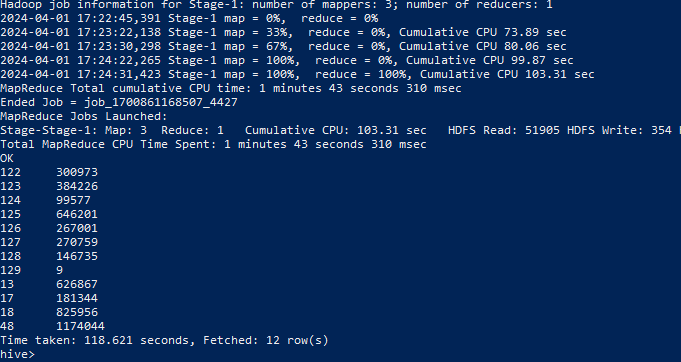 Hadoop job information for Stage-1: number of mappers: 3; number of reducers: 1
2024-04-01 17:22:45,391 Stage-1 map = 0%,  reduce = 0%
2024-04-01 17:23:22,138 Stage-1 map = 33%,  reduce = 0%, Cumulative CPU 73.89 sec
2024-04-01 17:23:30,298 Stage-1 map = 67%,  reduce = 0%, Cumulative CPU 80.06 sec
2024-04-01 17:24:22,265 Stage-1 map = 100%,  reduce = 0%, Cumulative CPU 99.87 sec
2024-04-01 17:24:31,423 Stage-1 map = 100%,  reduce = 100%, Cumulative CPU 103.31 sec
MapReduce Total cumulative CPU time: 1 minutes 43 seconds 310 msec
Ended Job = job_1700861168507_4427
MapReduce Jobs Launched:
Stage-Stage-1: Map: 3  Reduce: 1   Cumulative CPU: 103.31 sec   HDFS Read: 51905 HDFS Write: 354
Total MapReduce CPU Time Spent: 1 minutes 43 seconds 310 msec
OK
122     300973
123     384226
124     99577
125     646201
126     267001
127     270759
128     146735
129     9
13      626867
17      181344
18      825956
48      1174044
Time taken: 118.621 seconds, Fetched: 12 row(s)
hive>